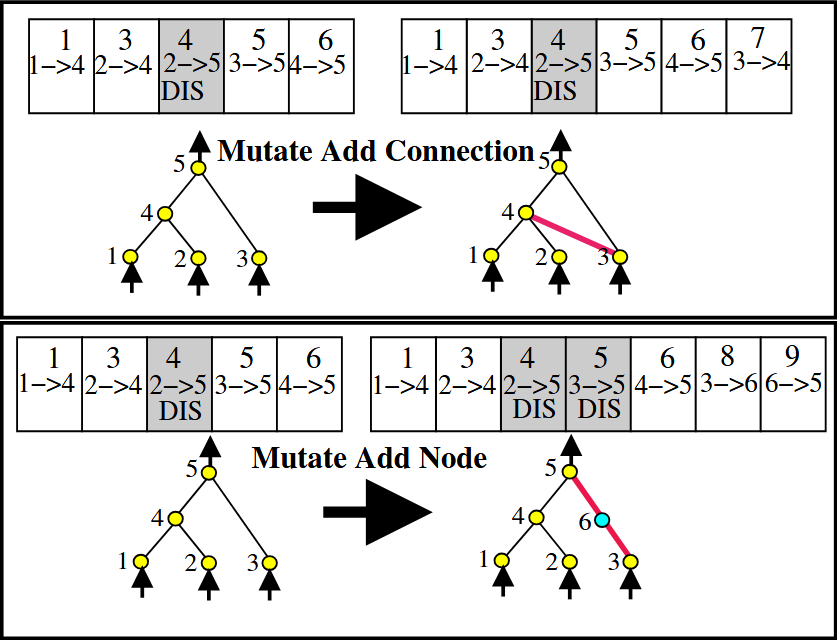 1 3 4 5 6
1->4 2->4 2->5 3->5 4->5
DIS
1 3 4 5 6 7
1->4 2->4 2->5 3->5 4->5 3->4
DIS
Mutate Add Connection
5
4
1 2 3
5
4
1 2 3
1 3 4 5 6
1->4 2->4 2->5 3->5 4->5
DIS
1 3 4 5 6 8 9
1->4 2->4 2->5 3->5 4->5 3->6 6->5
DIS DIS
Mutate Add Node
5
4
1 2 3
5
4 6
1 2 3